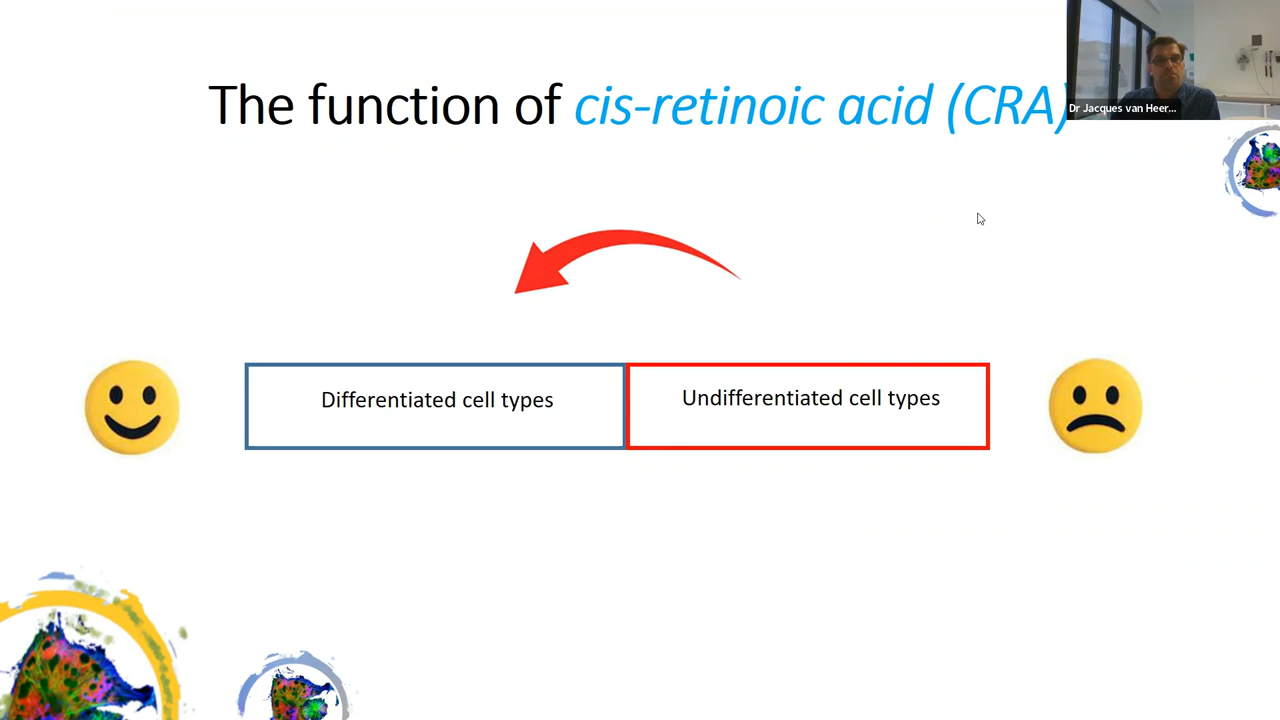 The function of cis-retinoic acid (CRA)
Dr Jacques van Heer...
Differentiated cell types
Undifferentiated cell types